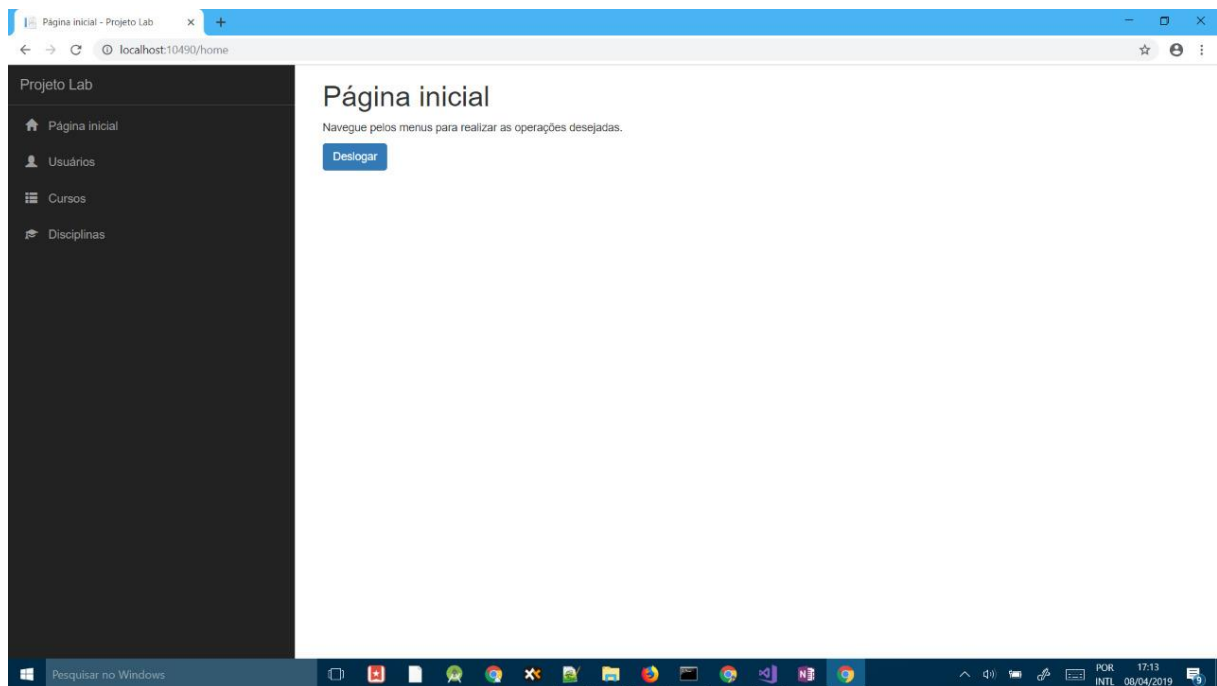 Página inicial - Projeto Lab
localhost:10490/home
Projeto Lab
Página inicial
Usuários
Cursos
Disciplinas
Página inicial
Navegue pelos menus para realizar as operações desejadas.
Deslogar
Pesquisar no Windows
POR
INTL
17:13
08/04/2019
9